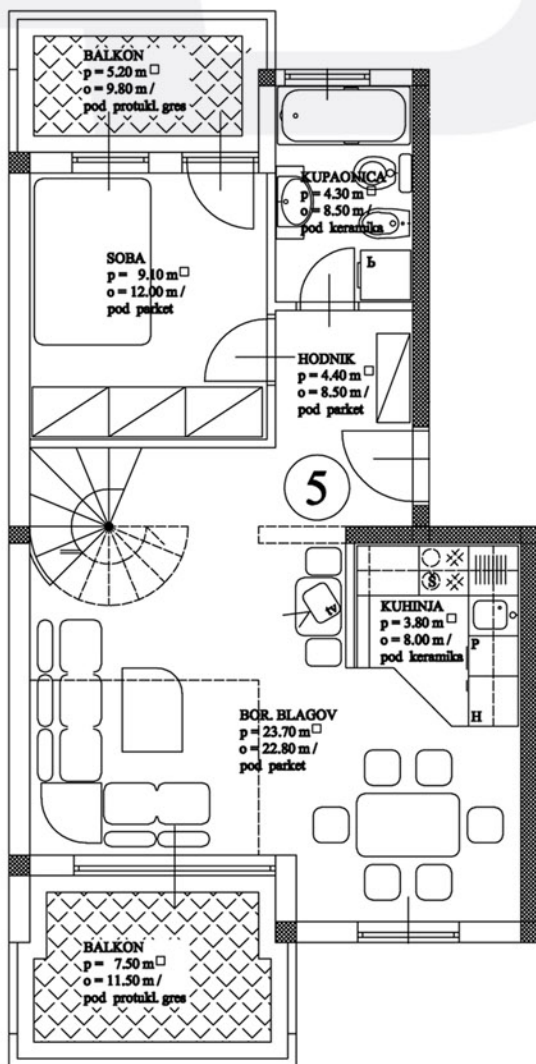 BALKON
p = 5.20 m□
o = 9.80 m /
pod protukl. gres
KUPAONICA
p = 4.30 m□
o = 8.50 m /
pod keramika
Ь
SOBA
p = 9.10 m□
o = 12.00 m /
pod parket
HODNIK
p = 4.40 m□
o = 8.50 m /
pod parket
5
Š
tv
KUHINJA
p = 3.80 m□
o = 8.00 m /
pod keramika
P
H
BOR. BLAGOV
p = 23.70 m□
o = 22.80 m /
pod parket
BALKON
p = 7.50 m□
o = 11.50 m /
pod protukl. gres